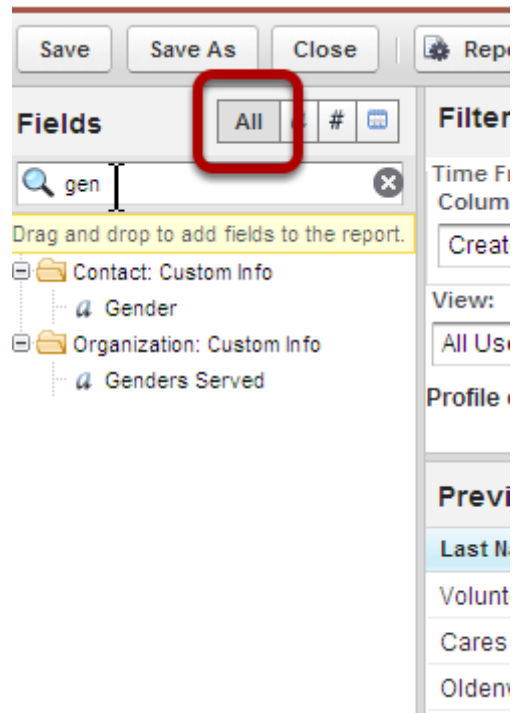 Save Save As Close
Fields All #
gen
Drag and drop to add fields to the report.
Contact: Custom Info
a Gender
Organization: Custom Info
a Genders Served
Filter
Time Fr
Colum
Creat
View:
All Use
Profile
Previ
Last Na
Volunt
Cares
Olden